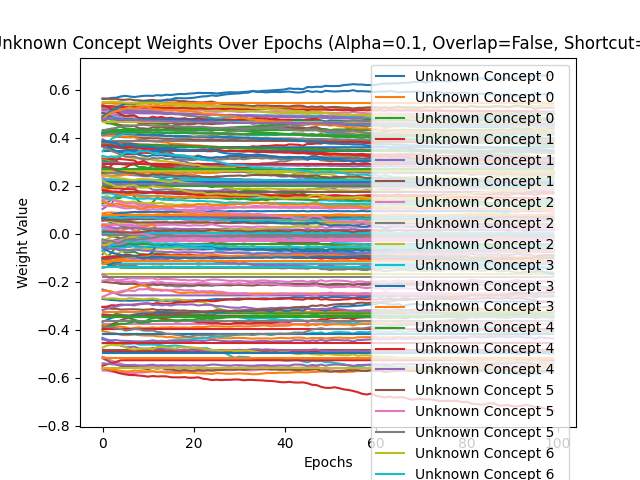 Unknown Concept Weights Over Epochs (Alpha=0.1, Overlap=False, Shortcut=
Weight Value
0.6
0.4
0.2
0.0
−0.2
−0.4
−0.6
−0.8
0
20
40
60
80
100
Epochs
Unknown Concept 0
Unknown Concept 0
Unknown Concept 0
Unknown Concept 1
Unknown Concept 1
Unknown Concept 1
Unknown Concept 2
Unknown Concept 2
Unknown Concept 2
Unknown Concept 3
Unknown Concept 3
Unknown Concept 3
Unknown Concept 4
Unknown Concept 4
Unknown Concept 4
Unknown Concept 5
Unknown Concept 5
Unknown Concept 5
Unknown Concept 6
Unknown Concept 6